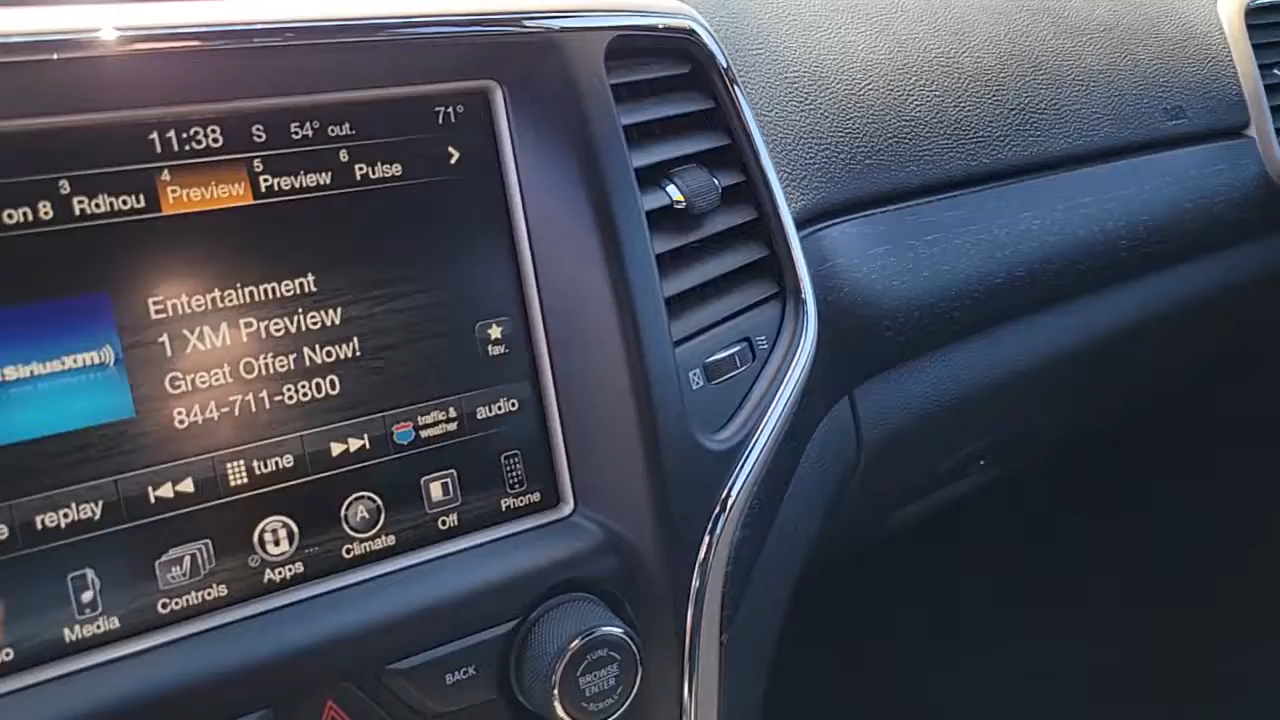 11:38 S 54° out. 71°
on 8 3 Rdhou 4 Preview 5 Preview 6 Pulse
Entertainment
1 XM Preview
Great Offer Now!
844-711-8800
SiriusXM
fav.
replay tune traffic & weather audio
Media Controls Apps Climate Off Phone
BACK
TUNE
BROWSE
ENTER
SCROLL